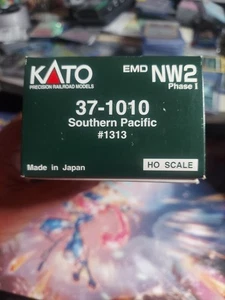 KATO
PRECISION RAILROAD MODELS
EMD NW2
Phase I
37-1010
Southern Pacific
#1313
Made in Japan
HO SCALE